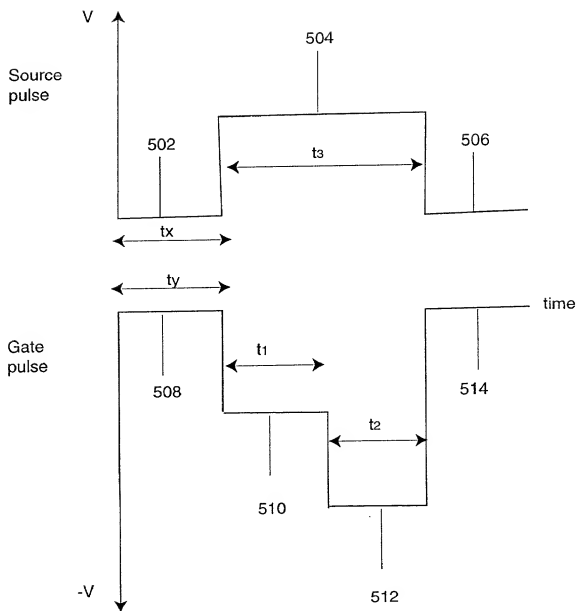 V
504
Source
pulse
502
t3
506
tx
ty
time
Gate
pulse
t1
508
514
t2
510
-V
512